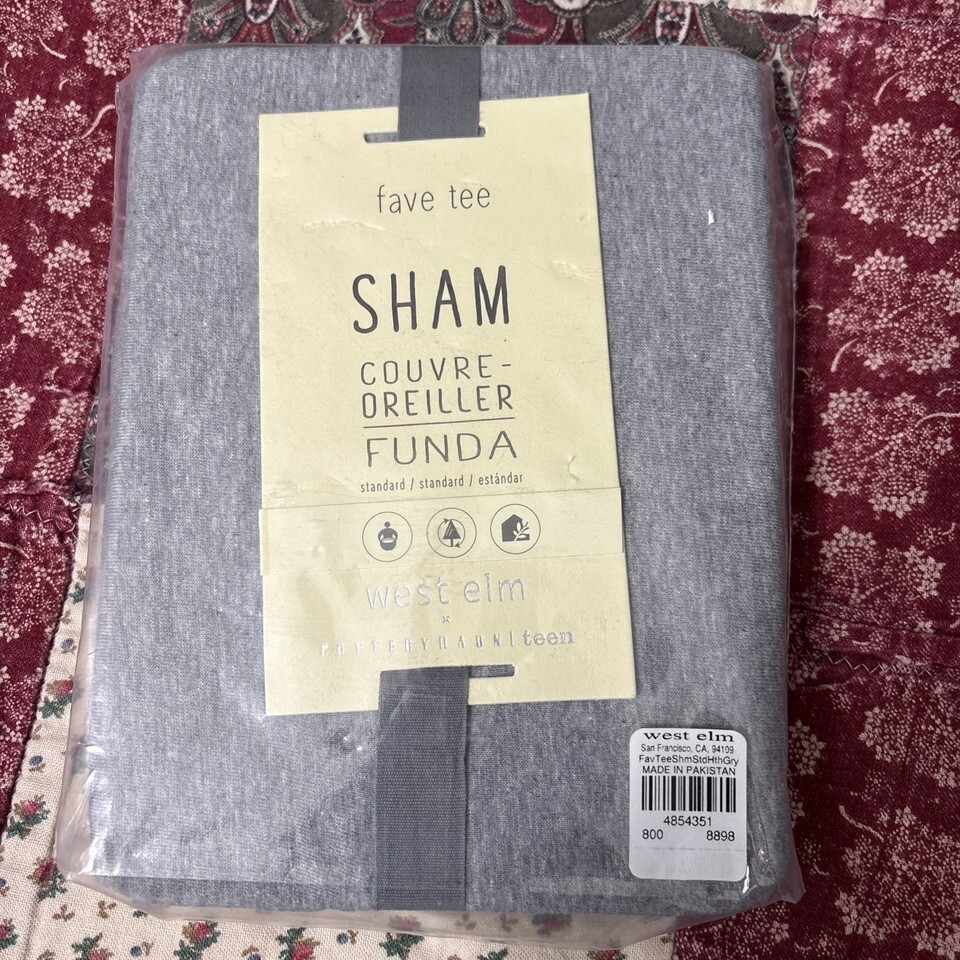 fave tee
SHAM
COUVRE-
OREILLER
FUNDA
standard / standard / estándar
west elm
×
POTTERYBARN|teen
west elm
San Francisco, CA, 94109
FavTeeShmStdHthGry
MADE IN PAKISTAN
4854351
800 8898